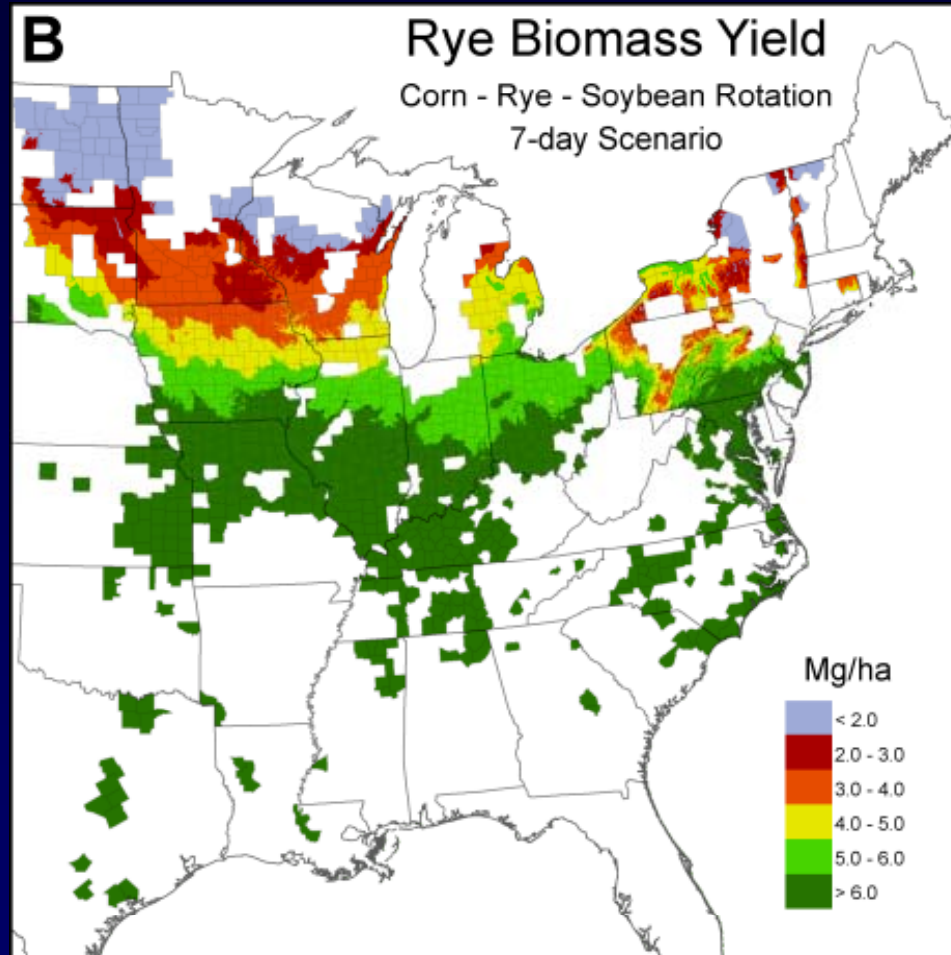 B
Rye Biomass Yield
Corn - Rye - Soybean Rotation
7-day Scenario
Mg/ha
< 2.0
2.0 - 3.0
3.0 - 4.0
4.0 - 5.0
5.0 - 6.0
> 6.0